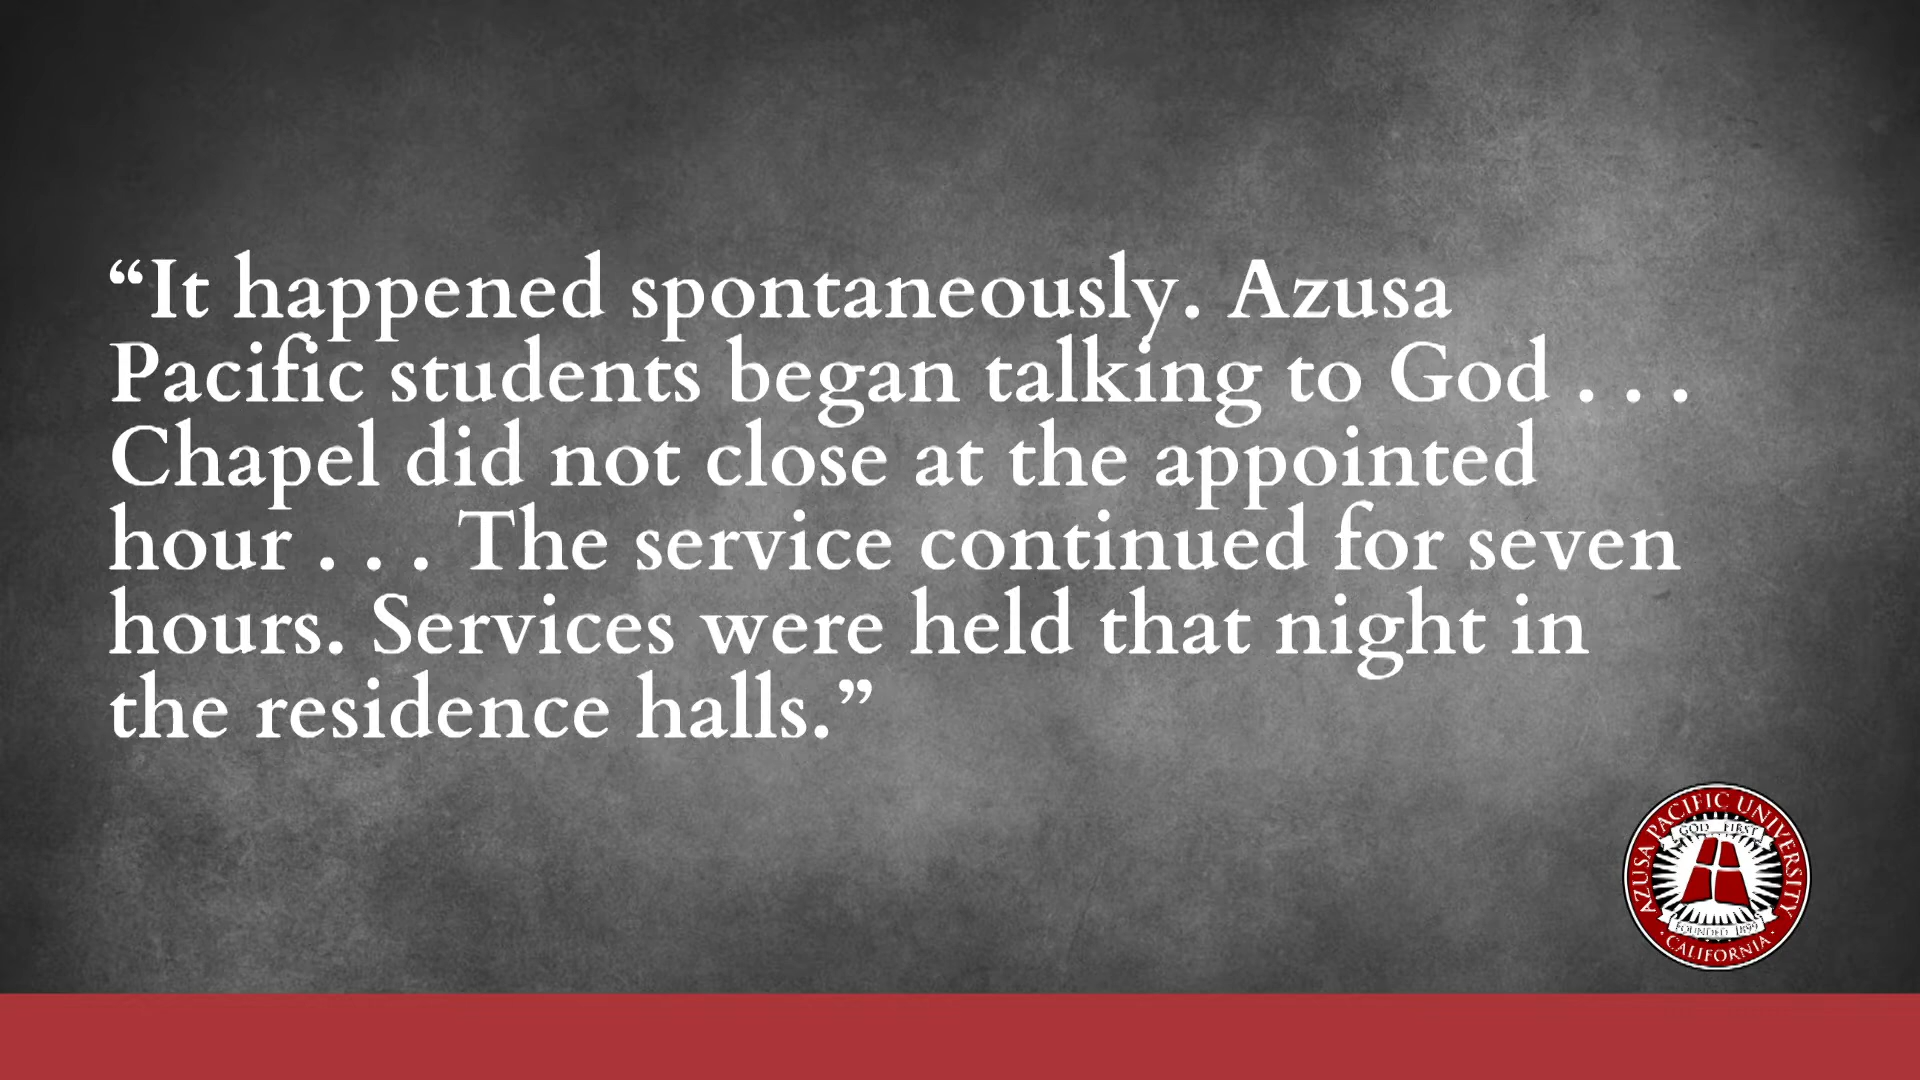 “It happened spontaneously. Azusa
Pacific students began talking to God . . .
Chapel did not close at the appointed
hour . . . The service continued for seven
hours. Services were held that night in
the residence halls.”
AZUSA PACIFIC UNIVERSITY
GOD FIRST
FOUNDED 1899
· CALIFORNIA ·